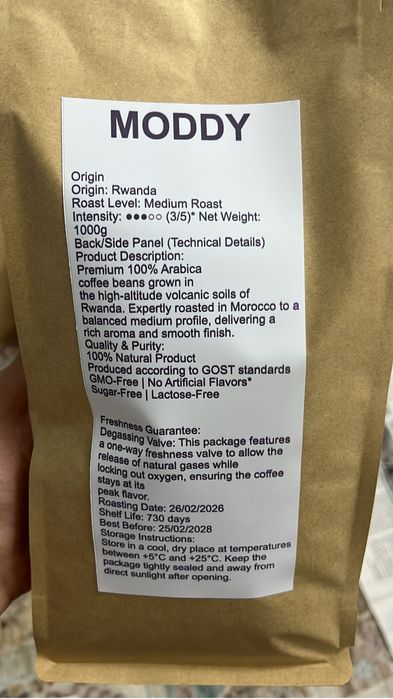 MODDY
Origin
Origin: Rwanda
Roast Level: Medium Roast
Intensity: ●●●○○ (3/5)* Net Weight:
1000g
Back/Side Panel (Technical Details)
Product Description:
Premium 100% Arabica
coffee beans grown in
the high-altitude volcanic soils of
Rwanda. Expertly roasted in Morocco to a
balanced medium profile, delivering a
rich aroma and smooth finish.
Quality & Purity:
100% Natural Product
Produced according to GOST standards
GMO-Free | No Artificial Flavors*
Sugar-Free | Lactose-Free
Freshness Guarantee:
Degassing Valve: This package features
a one-way freshness valve to allow the
release of natural gases while
locking out oxygen, ensuring the coffee
stays at its
peak flavor.
Roasting Date: 26/02/2026
Shelf Life: 730 days
Best Before: 25/02/2028
Storage Instructions:
Store in a cool, dry place at temperatures
between +5°C and +25°C. Keep the
package tightly sealed and away from
direct sunlight after opening.